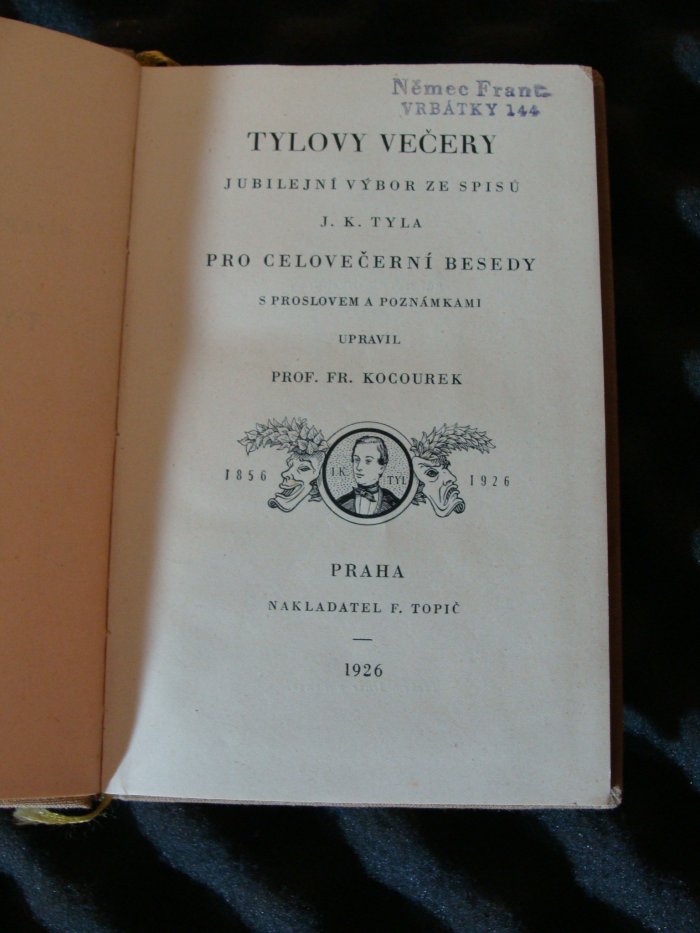 Němec Frant.
VRBÁTKY 144
TYLOVY VEČERY
JUBILEJNÍ VÝBOR ZE SPISŮ
J. K. TYLA
PRO CELOVEČERNÍ BESEDY
S PROSLOVEM A POZNÁMKAMI
UPRAVIL
PROF. FR. KOCOUREK
1856 J.K. TYL 1926
PRAHA
NAKLADATEL F. TOPIČ
1926